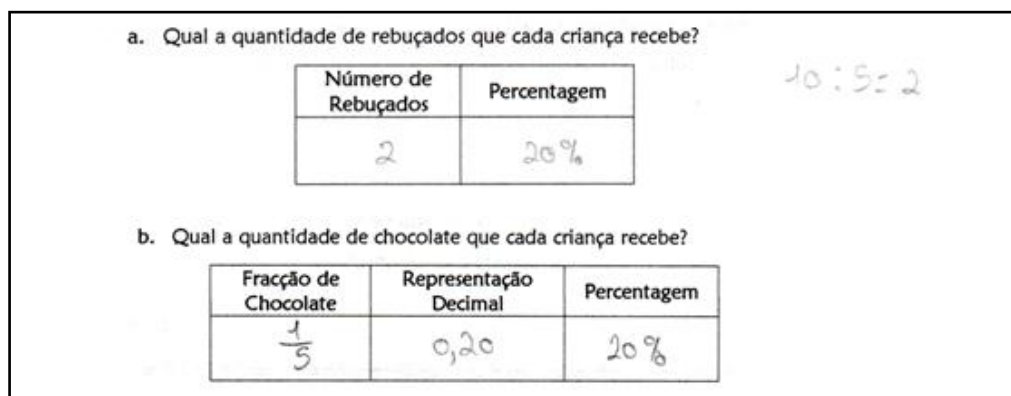 a. Qual a quantidade de rebuçados que cada criança recebe?
Número de Rebuçados Percentagem
10 : 5 = 2
2 20%
b. Qual a quantidade de chocolate que cada criança recebe?
Fracção de Chocolate Representação Decimal Percentagem
1/5 0,20 20%